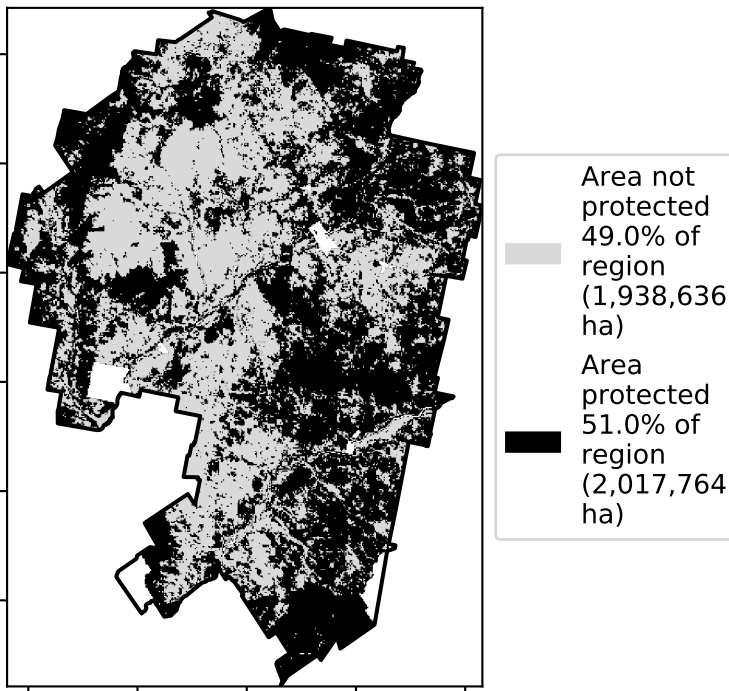 Area not
protected
49.0% of
region
(1,938,636
ha)
Area
protected
51.0% of
region
(2,017,764
ha)